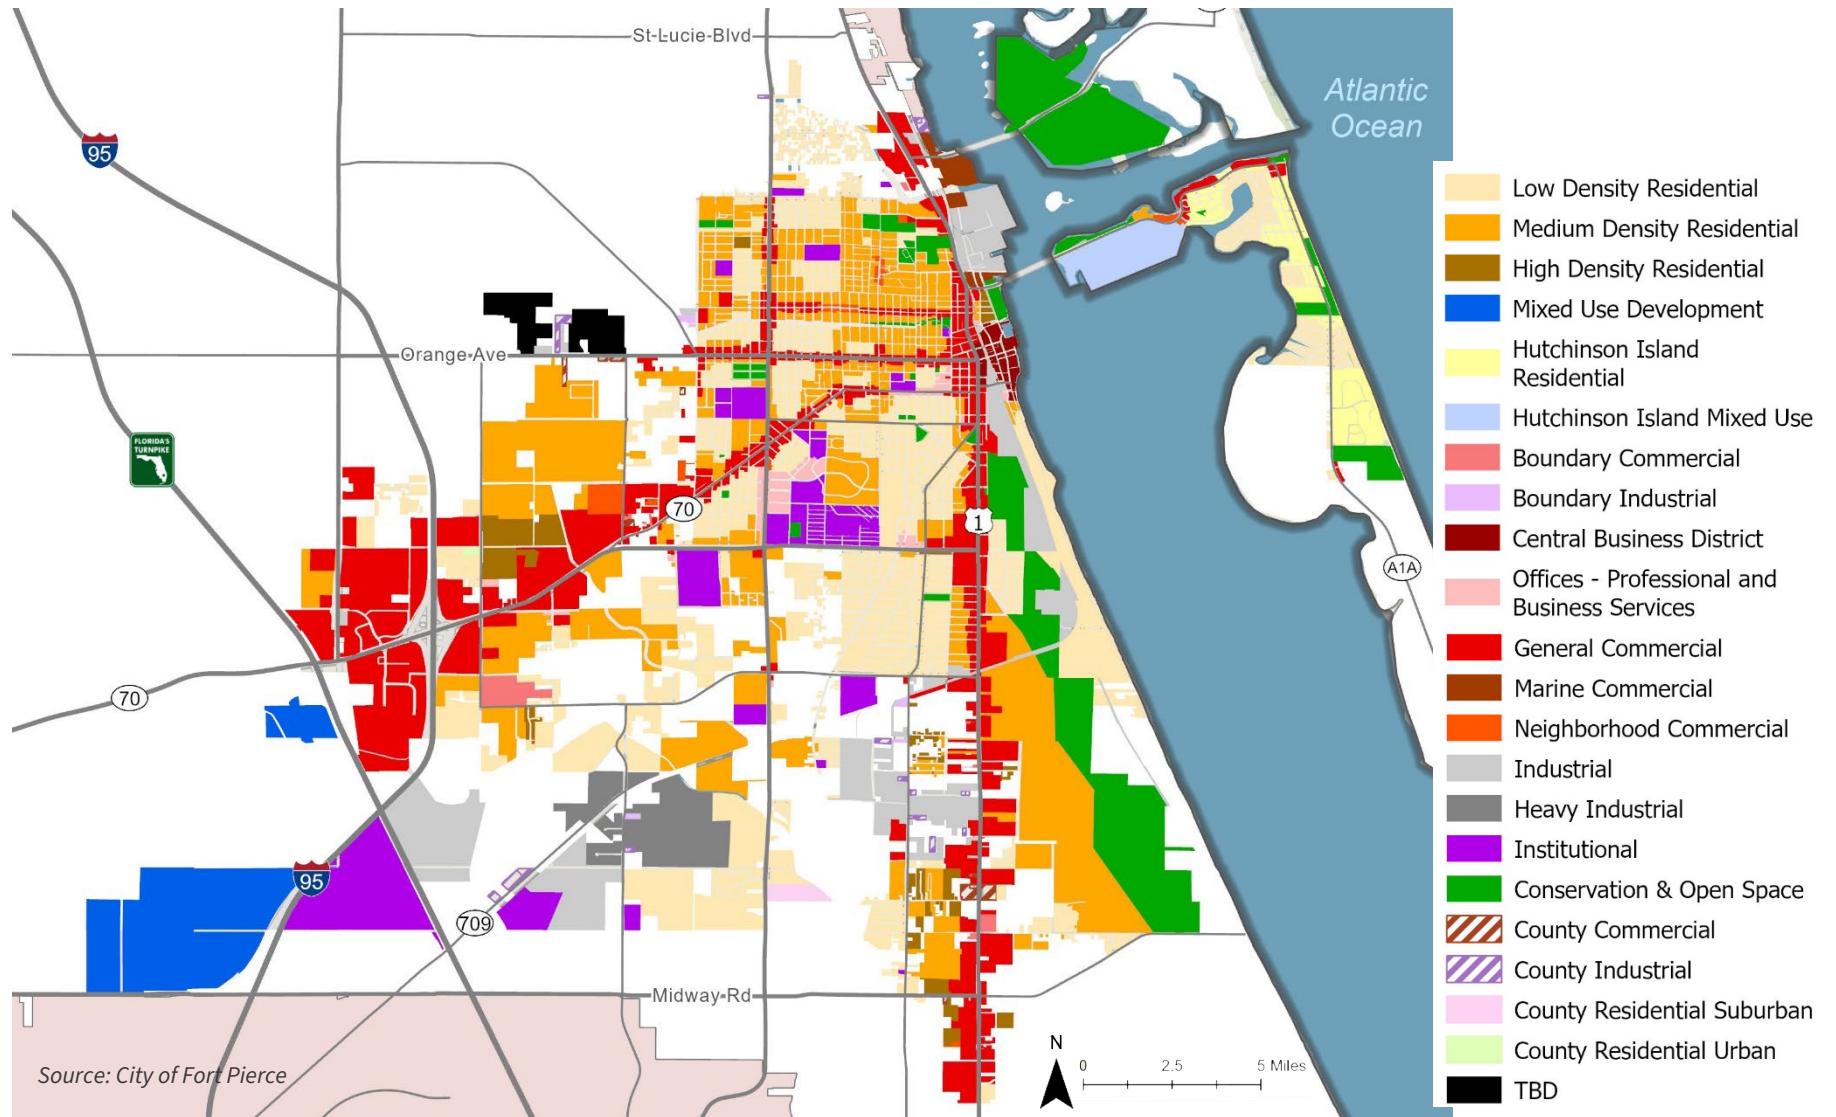 St-Lucie-Blvd
Atlantic
Ocean
95
Orange Ave
FLORIDA'S
TURNPIKE
70
1
A1A
70
95
709
Midway-Rd
N
0 2.5 5 Miles
Source: City of Fort Pierce
Low Density Residential
Medium Density Residential
High Density Residential
Mixed Use Development
Hutchinson Island
Residential
Hutchinson Island Mixed Use
Boundary Commercial
Boundary Industrial
Central Business District
Offices - Professional and
Business Services
General Commercial
Marine Commercial
Neighborhood Commercial
Industrial
Heavy Industrial
Institutional
Conservation & Open Space
County Commercial
County Industrial
County Residential Suburban
County Residential Urban
TBD